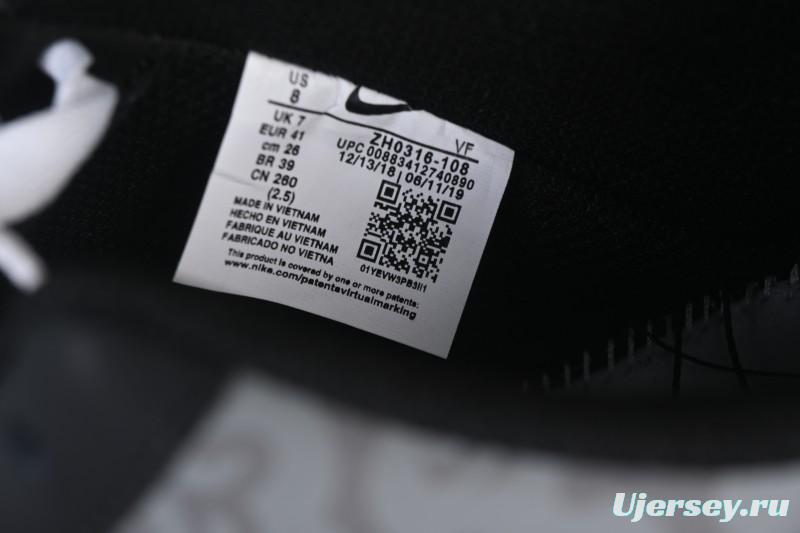 US
8
UK 7
EUR 41
cm 26
BR 39
CN 260
(2.5)
MADE IN VIETNAM
HECHO EN VIETNAM
FABRIQUE AU VIETNAM
FABRICADO NO VIETNA
VF
ZH0316-108
UPC 00883412740890
12/13/18 | 06/11/19
01YEVW3PB3II1
This product is covered by one or more patents:
www.nika.com/patentsvirtualmarking
Ujersey.ru